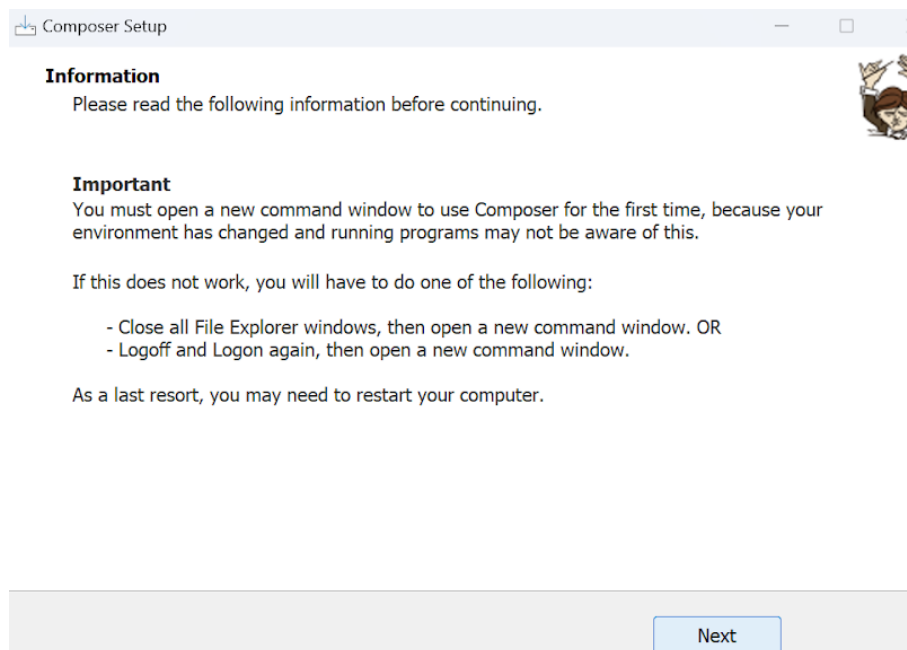 Composer Setup
Information
Please read the following information before continuing.
Important
You must open a new command window to use Composer for the first time, because your
environment has changed and running programs may not be aware of this.
If this does not work, you will have to do one of the following:
- Close all File Explorer windows, then open a new command window. OR
- Logoff and Logon again, then open a new command window.
As a last resort, you may need to restart your computer.
Next